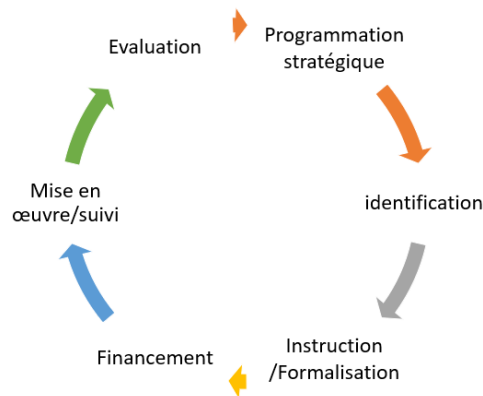 Evaluation
Programmation
stratégique
identification
Instruction
/Formalisation
Financement
Mise en
œuvre/suivi